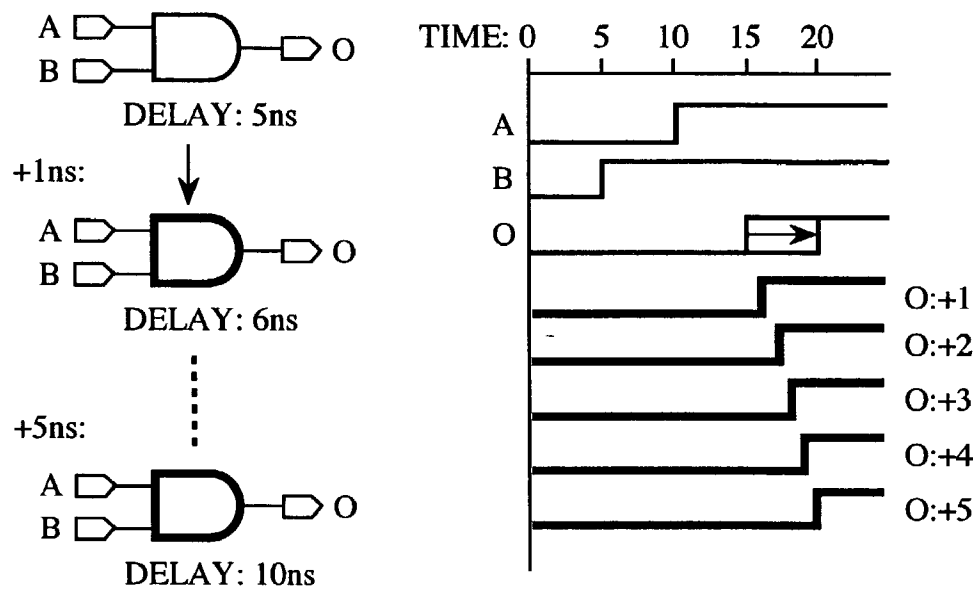 A
B
O
DELAY: 5ns
+1ns:
A
B
O
DELAY: 6ns
+5ns:
A
B
O
DELAY: 10ns
TIME: 0 5 10 15 20
A
B
O
O:+1
O:+2
O:+3
O:+4
O:+5